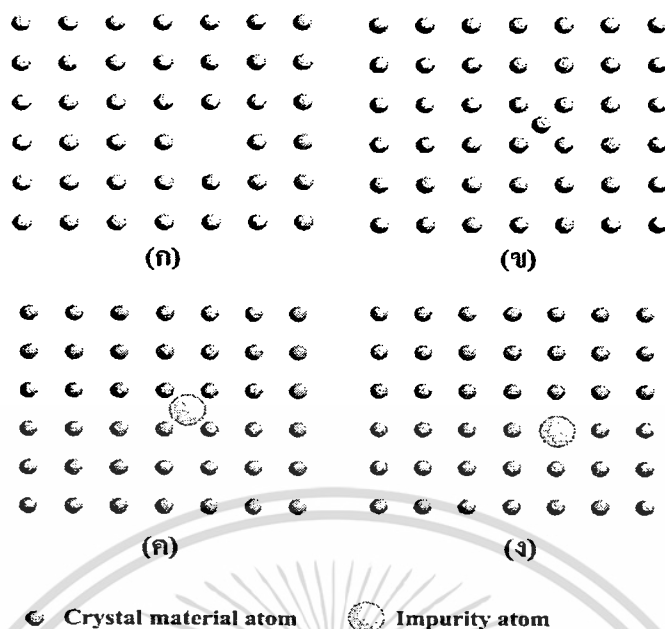 (ก) (ข)
(ค) (ง)
Crystal material atom Impurity atom